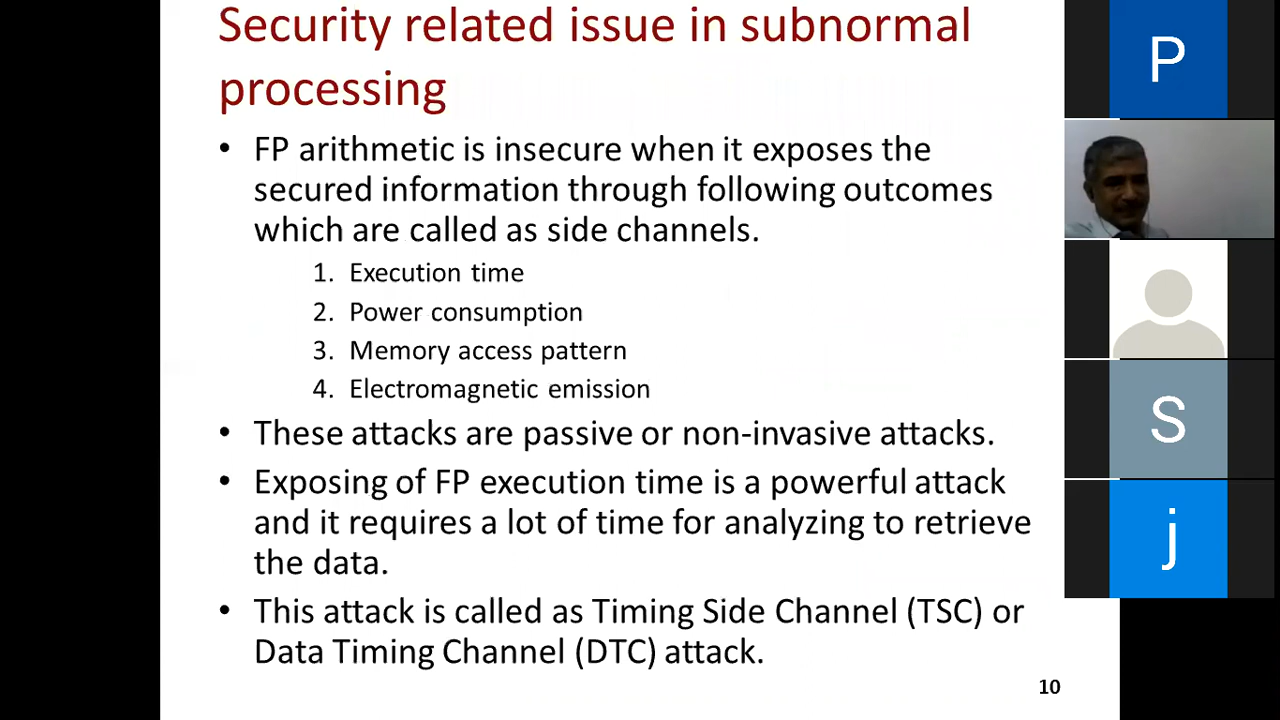 Security related issue in subnormal
processing
• FP arithmetic is insecure when it exposes the
secured information through following outcomes
which are called as side channels.
1. Execution time
2. Power consumption
3. Memory access pattern
4. Electromagnetic emission
• These attacks are passive or non-invasive attacks.
• Exposing of FP execution time is a powerful attack
and it requires a lot of time for analyzing to retrieve
the data.
• This attack is called as Timing Side Channel (TSC) or
Data Timing Channel (DTC) attack.
10
P
S
j